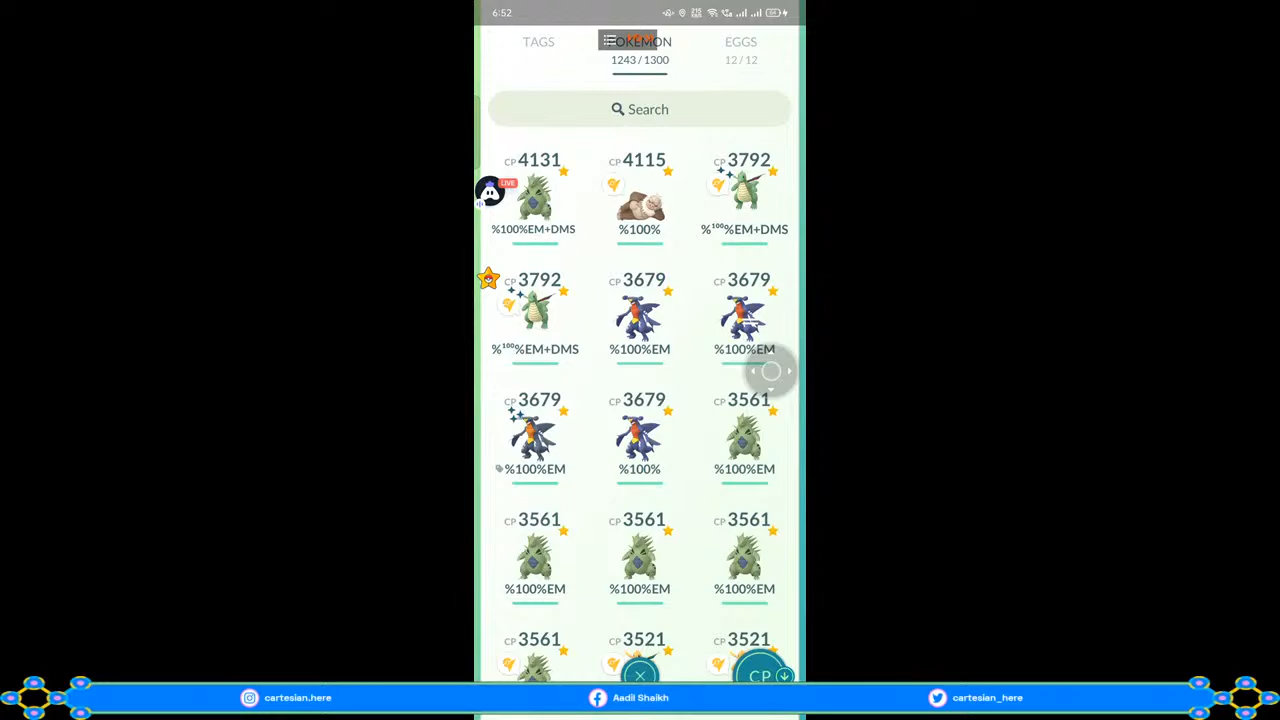 6:52
TAGS
POKEMON
EGGS
1243 / 1300
12 / 12
Search
CP 4131
CP 4115
CP 3792
LIVE
%100%EM+DMS
%100%
%¹⁰⁰%EM+DMS
CP 3792
CP 3679
CP 3679
%¹⁰⁰%EM+DMS
%100%EM
%100%EM
CP 3679
CP 3679
CP 3561
%100%EM
%100%
%100%EM
CP 3561
CP 3561
CP 3561
%100%EM
%100%EM
%100%EM
CP 3561
CP 3521
CP 3521
CP
cartesian.here
Aadil Shaikh
cartesian_here